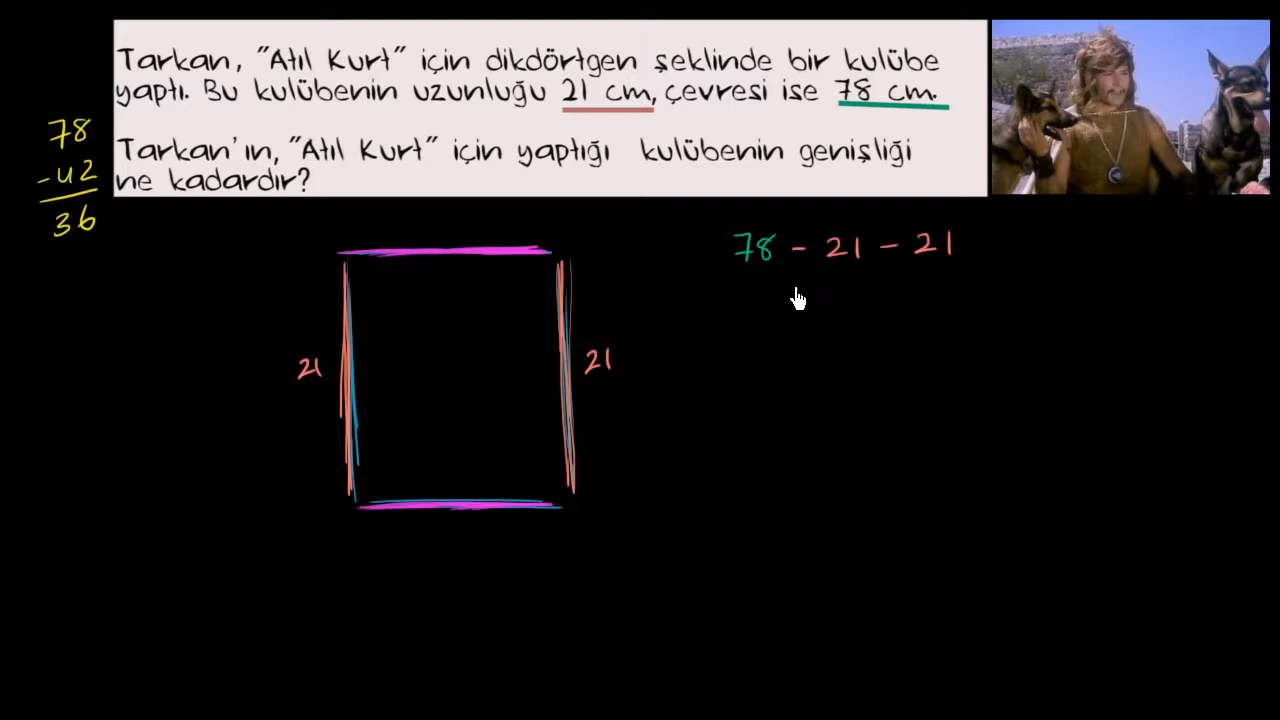 Tarkan, "Atıl Kurt" için dikdörtgen şeklinde bir kulübe
yaptı. Bu kulübenin uzunluğu 21 cm, çevresi ise 78 cm.
Tarkan'ın, "Atıl Kurt" için yaptığı kulübenin genişliği
ne kadardır?
78
-42
36
78 - 21 - 21
21
21